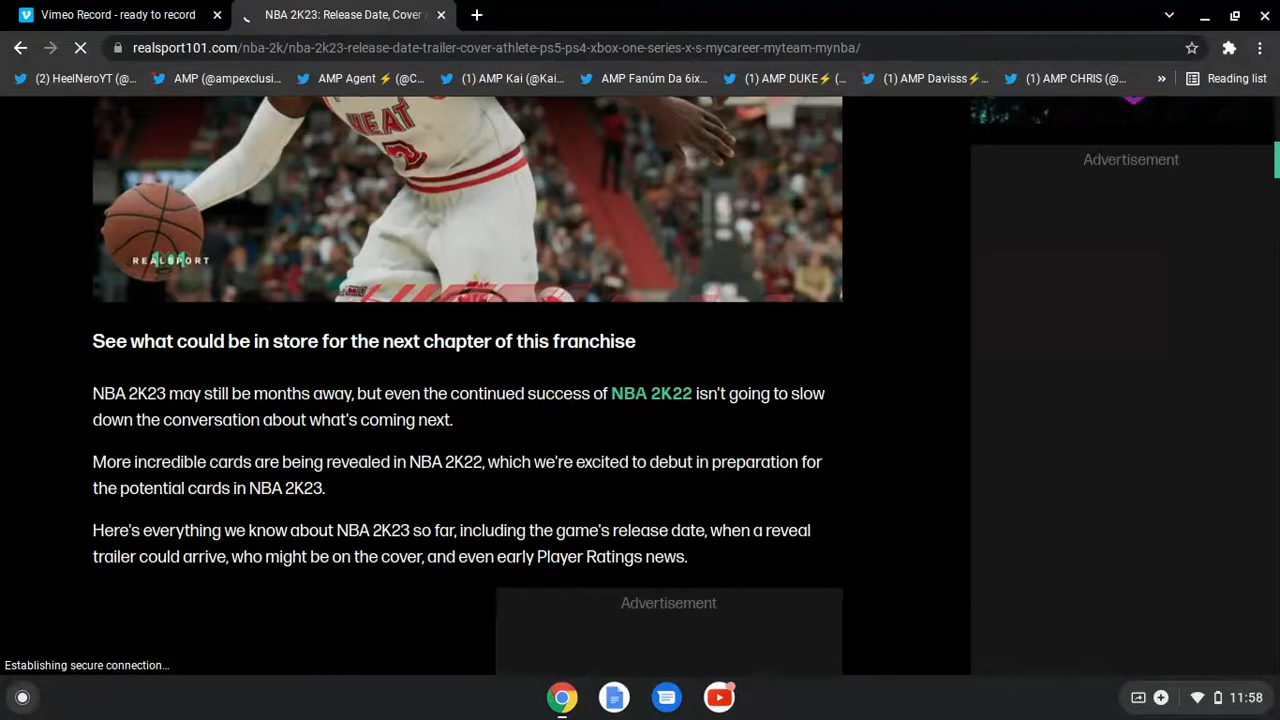 Vimeo Record - ready to record
NBA 2K23: Release Date, Cover
realsport101.com/nba-2k/nba-2k23-release-date-trailer-cover-athlete-ps5-ps4-xbox-one-series-x-s-mycareer-myteam-mynba/
(2) HeelNeroYT (@... AMP (@ampexclusi... AMP Agent ⚡ (@C... (1) AMP Kai (@Kai... AMP Fanúm Da 6ix... (1) AMP DUKE⚡ (... (1) AMP Davisss⚡... (1) AMP CHRIS (@... » Reading list
HEAT
2
REALSPORT
101
Advertisement
See what could be in store for the next chapter of this franchise
NBA 2K23 may still be months away, but even the continued success of NBA 2K22 isn't going to slow
down the conversation about what's coming next.
More incredible cards are being revealed in NBA 2K22, which we're excited to debut in preparation for
the potential cards in NBA 2K23.
Here's everything we know about NBA 2K23 so far, including the game's release date, when a reveal
trailer could arrive, who might be on the cover, and even early Player Ratings news.
Advertisement
Establishing secure connection...
11:58